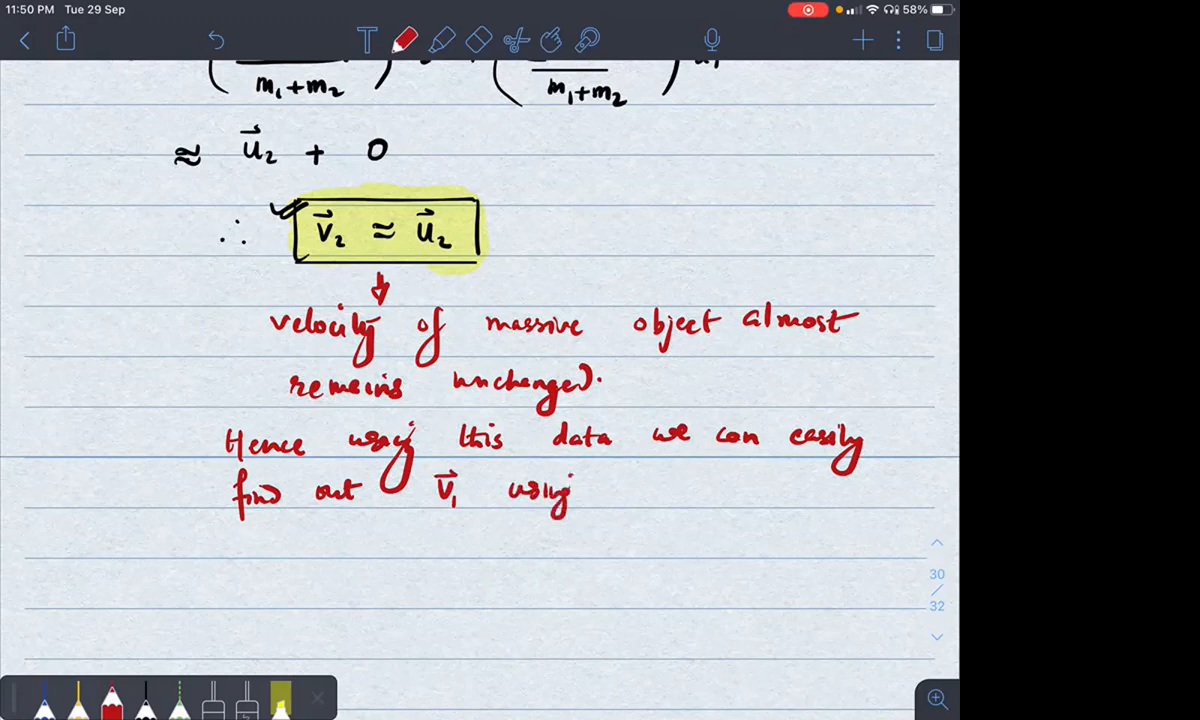 11:50 PM Tue 29 Sep 58%
m₁+m₂ m₁+m₂
≈ u⃗₂ + 0
∴ v⃗₂ ≈ u⃗₂
velocity of massive object almost
remains unchanged.
Hence using this data we can easily
find out v⃗₁ using
30
/
32